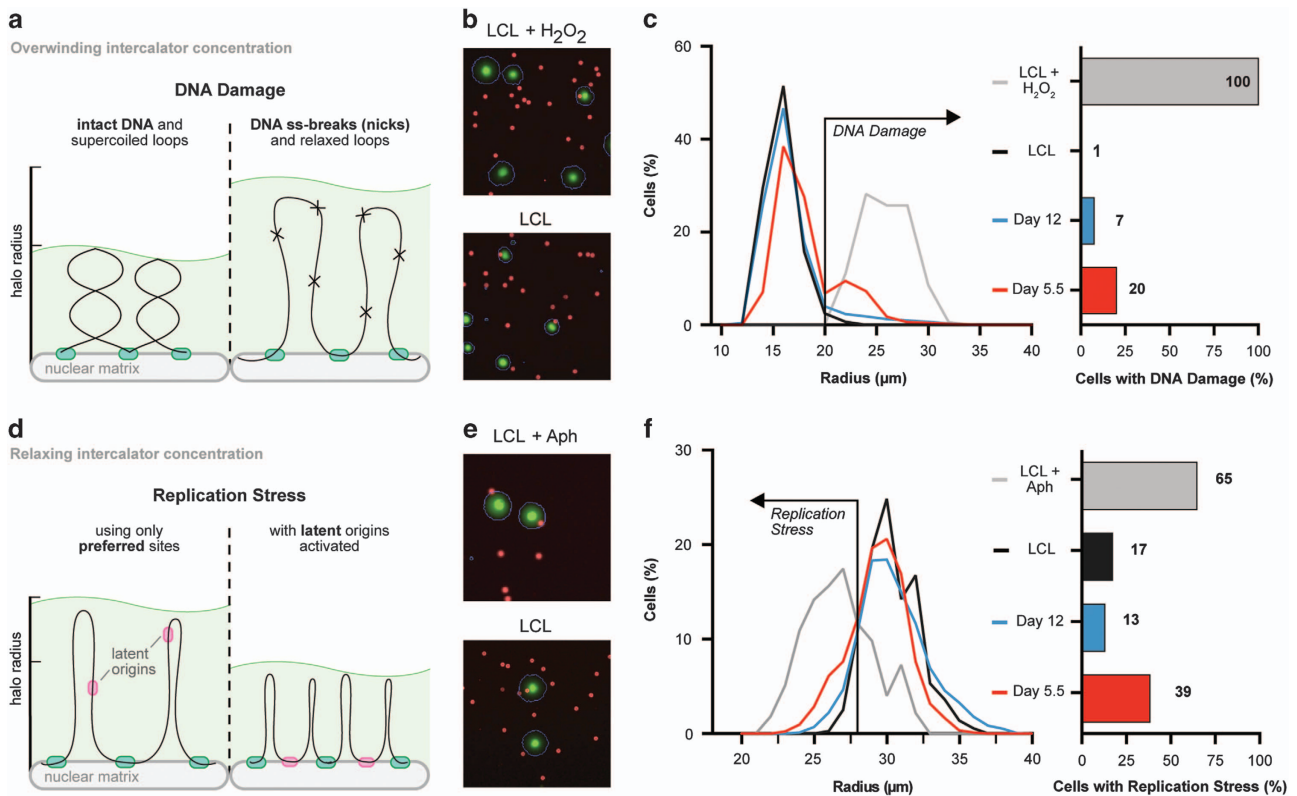 a
Overwinding intercalator concentration
DNA Damage
intact DNA and
supercoiled loops
DNA ss-breaks (nicks)
and relaxed loops
halo radius
nuclear matrix
b
LCL + H₂O₂
LCL
c
60
40
20
0
Cells (%)
DNA Damage
10
15
20
25
30
35
40
Radius (µm)
LCL +
H₂O₂
100
LCL
1
Day 12
7
Day 5.5
20
0
25
50
75
100
Cells with DNA Damage (%)
d
Relaxing intercalator concentration
Replication Stress
using only
preferred sites
with latent origins
activated
halo radius
latent
origins
nuclear matrix
e
LCL + Aph
LCL
f
30
20
10
0
Cells (%)
Replication
Stress
20
25
30
35
40
Radius (µm)
LCL +
Aph
65
LCL
17
Day 12
13
Day 5.5
39
0
25
50
75
100
Cells with Replication Stress (%)